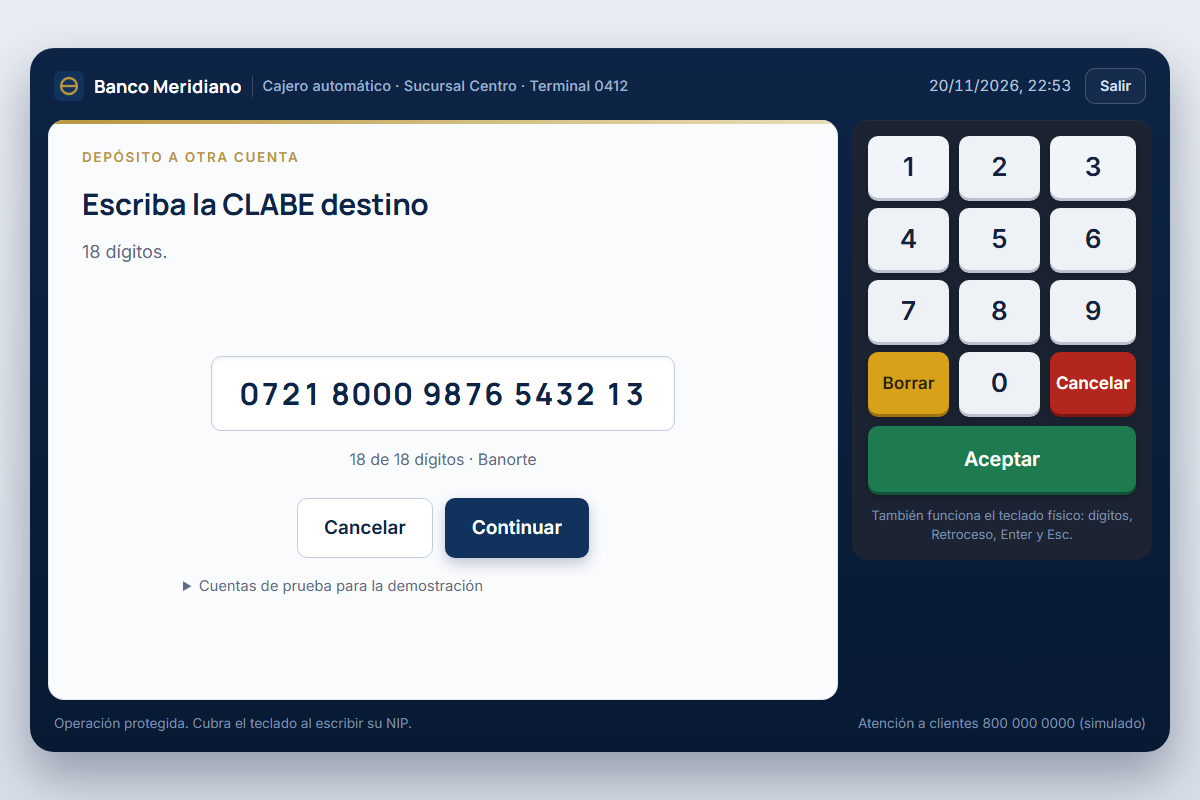 Banco Meridiano
Cajero automático · Sucursal Centro · Terminal 0412
20/11/2026, 22:53
Salir
DEPÓSITO A OTRA CUENTA
Escriba la CLABE destino
18 dígitos.
0721 8000 9876 5432 13
18 de 18 dígitos · Banorte
Cancelar
Continuar
▶ Cuentas de prueba para la demostración
1 2 3
4 5 6
7 8 9
Borrar 0 Cancelar
Aceptar
También funciona el teclado físico: dígitos,
Retroceso, Enter y Esc.
Operación protegida. Cubra el teclado al escribir su NIP.
Atención a clientes 800 000 0000 (simulado)